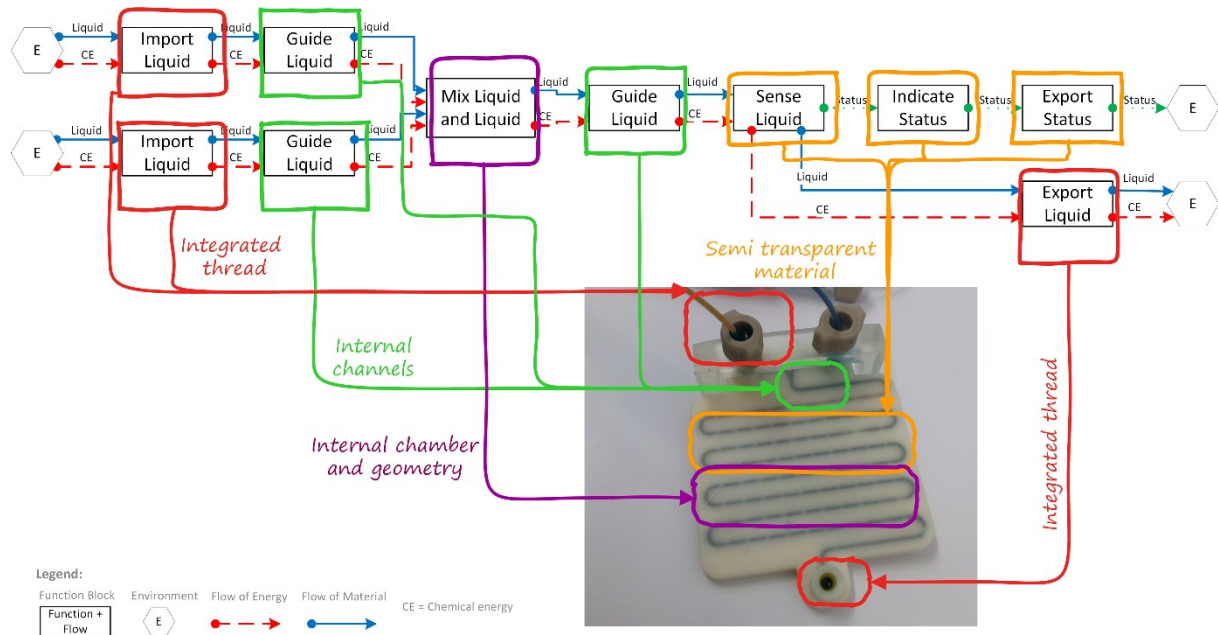 Liquid
Liquid
Liquid
E
Import
Liquid
Guide
Liquid
CE
CE
CE
Liquid
Liquid
Liquid
E
Import
Liquid
Guide
Liquid
CE
CE
CE
Mix Liquid
and Liquid
Liquid
CE
Guide
Liquid
Liquid
CE
Sense
Liquid
Status
Indicate
Status
Status
Export
Status
Status
E
Liquid
CE
Export
Liquid
Liquid
CE
E
Integrated
thread
Semi transparent
material
Internal
channels
Internal chamber
and geometry
Integrated thread
Legend:
Function Block
Environment
Flow of Energy
Flow of Material
CE = Chemical energy
Function +
Flow
E